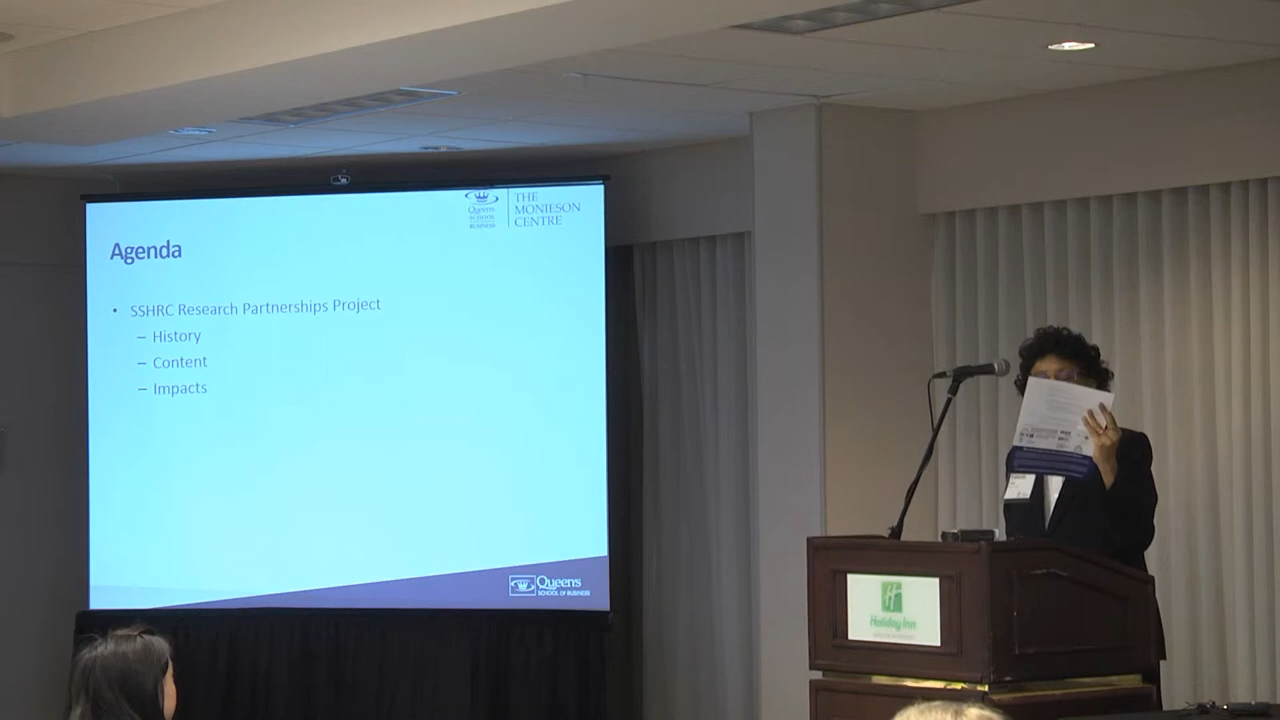 Queen's
SCHOOL OF
BUSINESS
THE
MONIESON
CENTRE
Agenda
• SSHRC Research Partnerships Project
– History
– Content
– Impacts
Queen's
SCHOOL OF BUSINESS
H
Holiday Inn